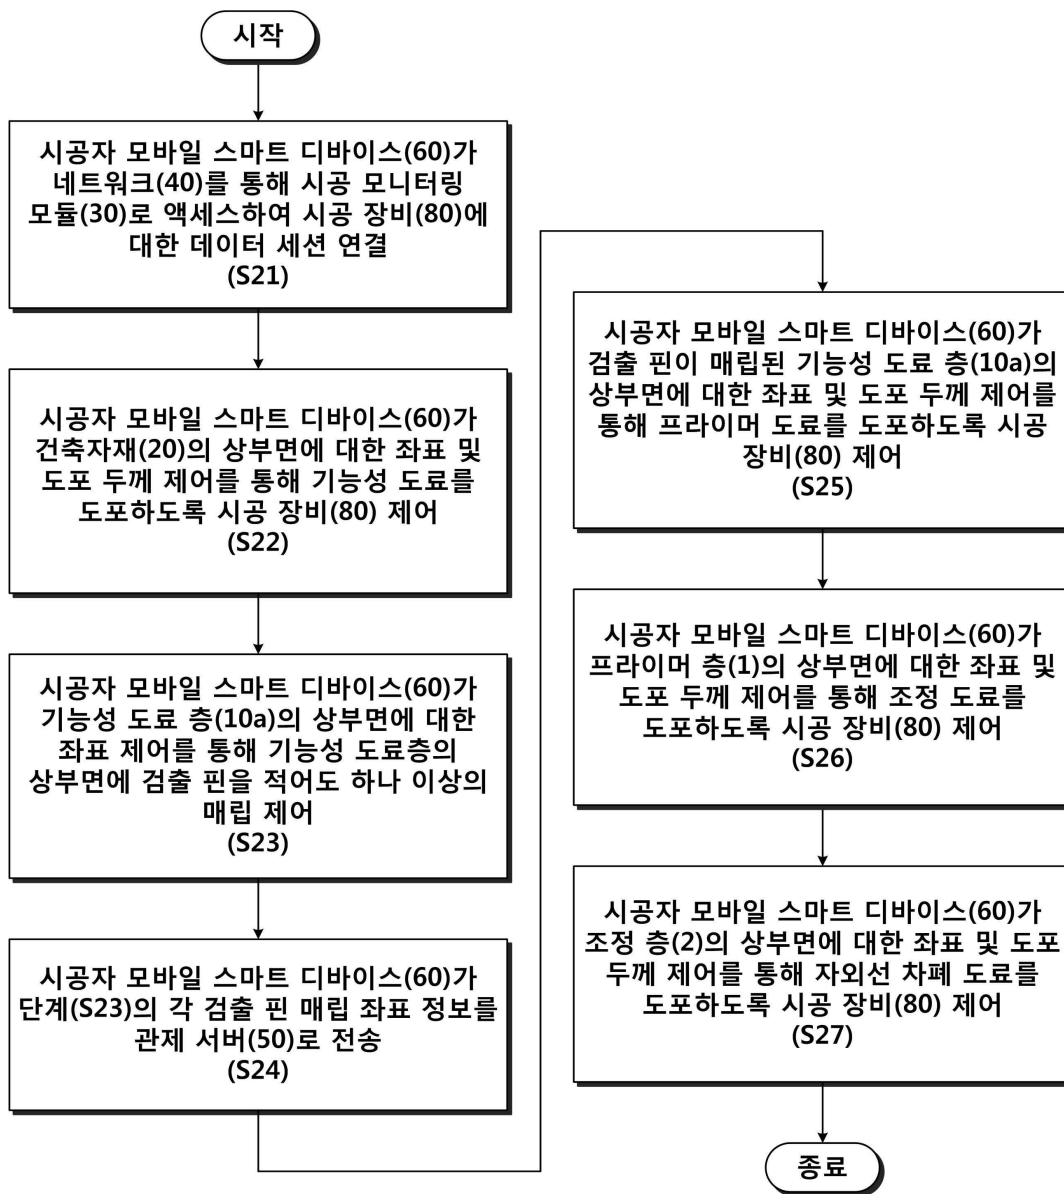 시작
시공자 모바일 스마트 디바이스(60)가
네트워크(40)를 통해 시공 모니터링
모듈(30)로 액세스하여 시공 장비(80)에
대한 데이터 세션 연결
(S21)
시공자 모바일 스마트 디바이스(60)가
건축자재(20)의 상부면에 대한 좌표 및
도포 두께 제어를 통해 기능성 도료를
도포하도록 시공 장비(80) 제어
(S22)
시공자 모바일 스마트 디바이스(60)가
기능성 도료 층(10a)의 상부면에 대한
좌표 제어를 통해 기능성 도료층의
상부면에 검출 핀을 적어도 하나 이상의
매립 제어
(S23)
시공자 모바일 스마트 디바이스(60)가
단계(S23)의 각 검출 핀 매립 좌표 정보를
관제 서버(50)로 전송
(S24)
시공자 모바일 스마트 디바이스(60)가
검출 핀이 매립된 기능성 도료 층(10a)의
상부면에 대한 좌표 및 도포 두께 제어를
통해 프라이머 도료를 도포하도록 시공
장비(80) 제어
(S25)
시공자 모바일 스마트 디바이스(60)가
프라이머 층(1)의 상부면에 대한 좌표 및
도포 두께 제어를 통해 조정 도료를
도포하도록 시공 장비(80) 제어
(S26)
시공자 모바일 스마트 디바이스(60)가
조정 층(2)의 상부면에 대한 좌표 및 도포
두께 제어를 통해 자외선 차폐 도료를
도포하도록 시공 장비(80) 제어
(S27)
종료